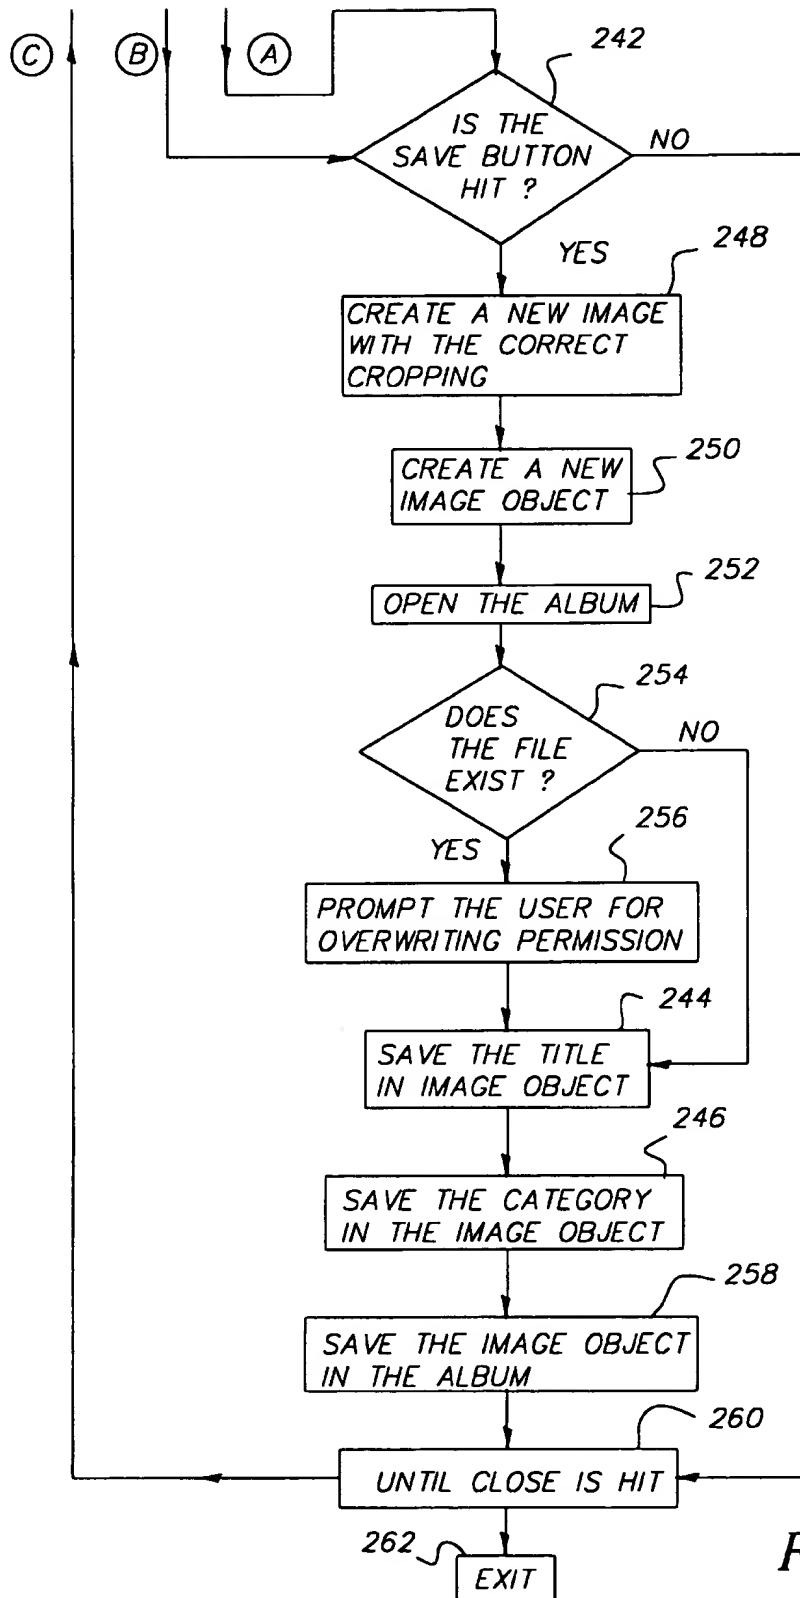 C
B
A
242
IS THE
SAVE BUTTON
HIT ?
NO
YES
248
CREATE A NEW IMAGE
WITH THE CORRECT
CROPPING
250
CREATE A NEW
IMAGE OBJECT
252
OPEN THE ALBUM
254
DOES
THE FILE
EXIST ?
NO
YES
256
PROMPT THE USER FOR
OVERWRITING PERMISSION
244
SAVE THE TITLE
IN IMAGE OBJECT
246
SAVE THE CATEGORY
IN THE IMAGE OBJECT
258
SAVE THE IMAGE OBJECT
IN THE ALBUM
260
UNTIL CLOSE IS HIT
262
EXIT